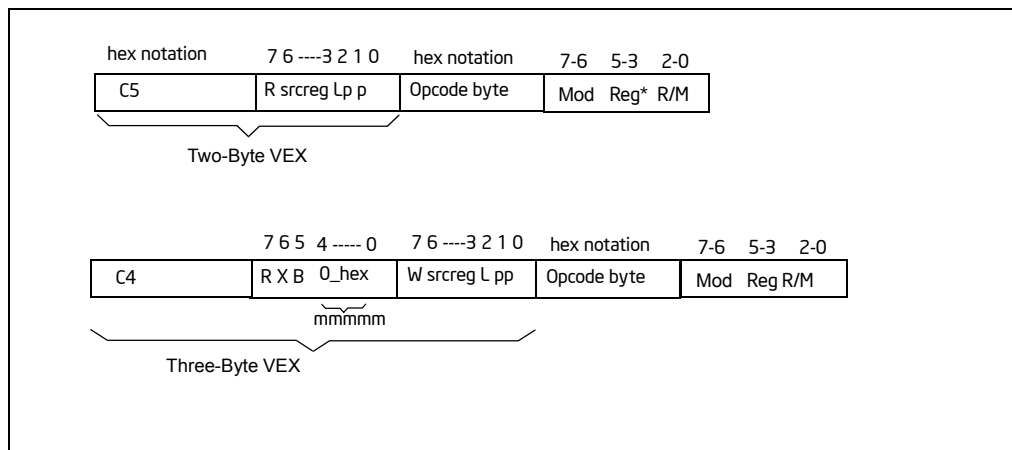 hex notation 7 6 ----3 2 1 0 hex notation 7-6 5-3 2-0
C5 R srcreg Lp p Opcode byte Mod Reg* R/M
Two-Byte VEX
7 6 5 4 ----- 0 7 6 ----3 2 1 0 hex notation 7-6 5-3 2-0
C4 R X B 0_hex W srcreg L pp Opcode byte Mod Reg R/M
mmmmm
Three-Byte VEX